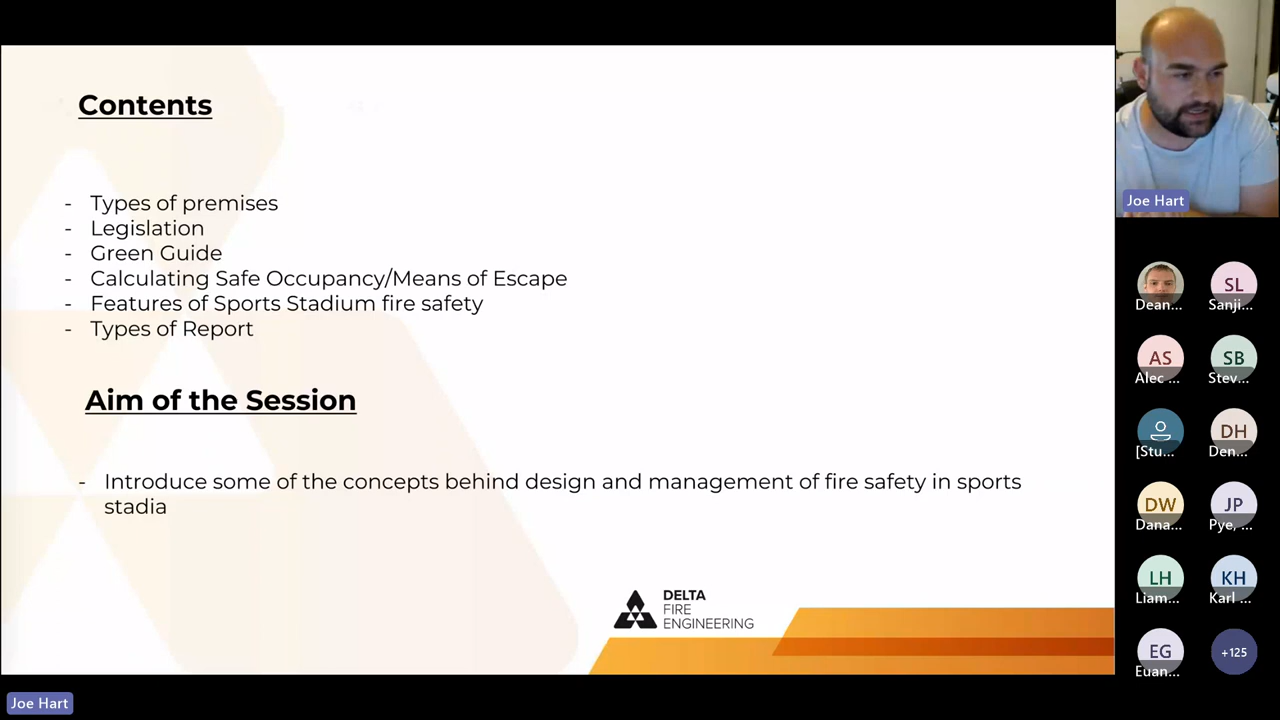 Contents
- Types of premises
- Legislation
- Green Guide
- Calculating Safe Occupancy/Means of Escape
- Features of Sports Stadium fire safety
- Types of Report
Aim of the Session
- Introduce some of the concepts behind design and management of fire safety in sports
stadia
DELTA
FIRE
ENGINEERING
Joe Hart
Joe Hart
Dean...
SL
Sanji...
AS
Alec ...
SB
Stev...
[Stu...
DH
Den...
DW
Dana...
JP
Pye, ...
LH
Liam...
KH
Karl ...
EG
Euan...
+125